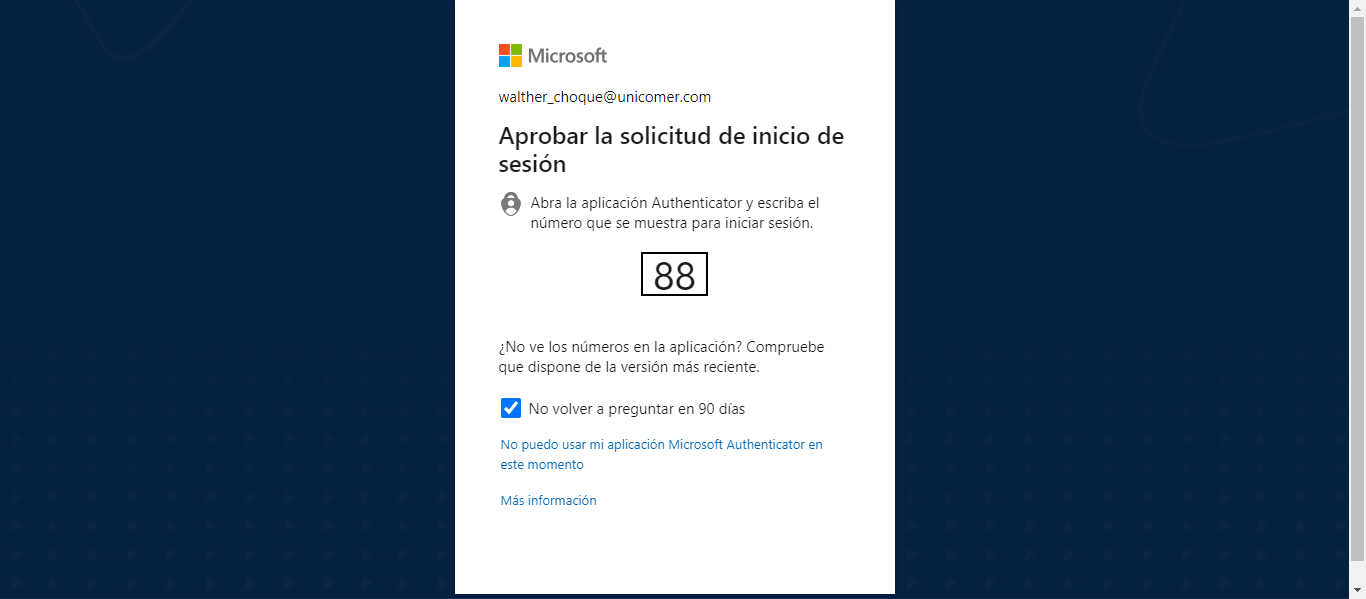 Microsoft
walther_choque@unicomer.com
Aprobar la solicitud de inicio de
sesión
Abra la aplicación Authenticator y escriba el
número que se muestra para iniciar sesión.
88
¿No ve los números en la aplicación? Compruebe
que dispone de la versión más reciente.
No volver a preguntar en 90 días
No puedo usar mi aplicación Microsoft Authenticator en
este momento
Más información